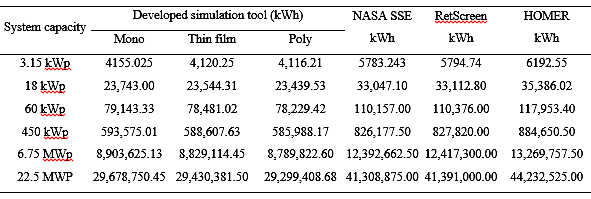 System capacity Developed simulation tool (kWh) NASA SSE RetScreen HOMER
Mono Thin film Poly kWh kWh kWh
3.15 kWp 4155.025 4,120.25 4,116.21 5783.243 5794.74 6192.55
18 kWp 23,743.00 23,544.31 23,439.53 33,047.10 33,112.80 35,386.02
60 kWp 79,143.33 78,481.02 78,229.42 110,157.00 110,376.00 117,953.40
450 kWp 593,575.01 588,607.63 585,988.17 826,177.50 827,820.00 884,650.50
6.75 MWp 8,903,625.13 8,829,114.45 8,789,822.60 12,392,662.50 12,417,300.00 13,269,757.50
22.5 MWP 29,678,750.45 29,430,381.50 29,299,408.68 41,308,875.00 41,391,000.00 44,232,525.00